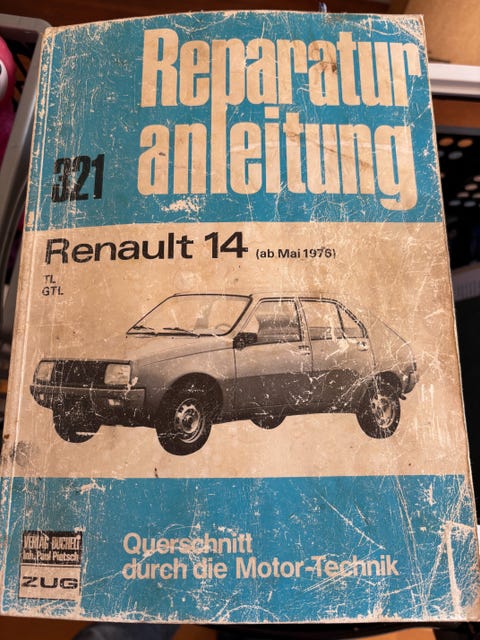 Reparatur
anleitung
321
Renault 14 (ab Mai 1976)
TL
GTL
Querschnitt
durch die Motor-Technik
VERLAG BUCHELI
Inh. Paul Pietsch
ZUG